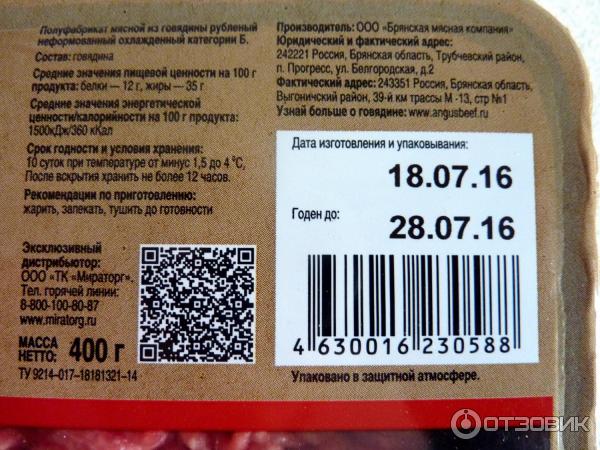 Полуфабрикат мясной из говядины рубленый
неформованный охлажденный категории Б.
Состав: говядина
Средние значения пищевой ценности на 100 г
продукта: белки — 12 г, жиры — 35 г
Средние значения энергетической
ценности/калорийности на 100 г продукта:
1500кДж/360 кКал
Срок годности и условия хранения:
10 суток при температуре от минус 1,5 до 4°С,
После вскрытия хранить не более 12 часов.
Рекомендации по приготовлению:
жарить, запекать, тушить до готовности
Эксклюзивный
дистрибьютор:
ООО «ТК «Мираторг».
Тел. горячей линии:
8-800-100-80-87
www.miratorg.ru
МАССА
НЕТТО: 400 г
ТУ 9214–017–18181321–14
Производитель: ООО «Брянская мясная компания»
Юридический и фактический адрес:
242221 Россия, Брянская область, Трубчевский район,
п. Прогресс, ул. Белгородская, д.2
Фактический адрес: 243351 Россия, Брянская область,
Выгоничский район, 39-й км трассы М -13, стр №1
Узнай больше о говядине: www.angusbeef.ru
Дата изготовления и упаковывания:
18.07.16
Годен до:
28.07.16
4 630016 230588
Упаковано в защитной атмосфере.
ОТЗОВИК